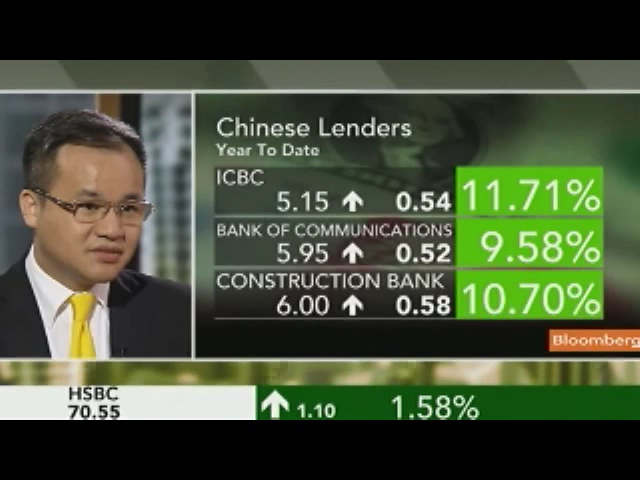 Chinese Lenders
Year To Date
ICBC
5.15 0.54 11.71%
BANK OF COMMUNICATIONS
5.95 0.52 9.58%
CONSTRUCTION BANK
6.00 0.58 10.70%
Bloomberg
HSBC
70.55 1.10 1.58%